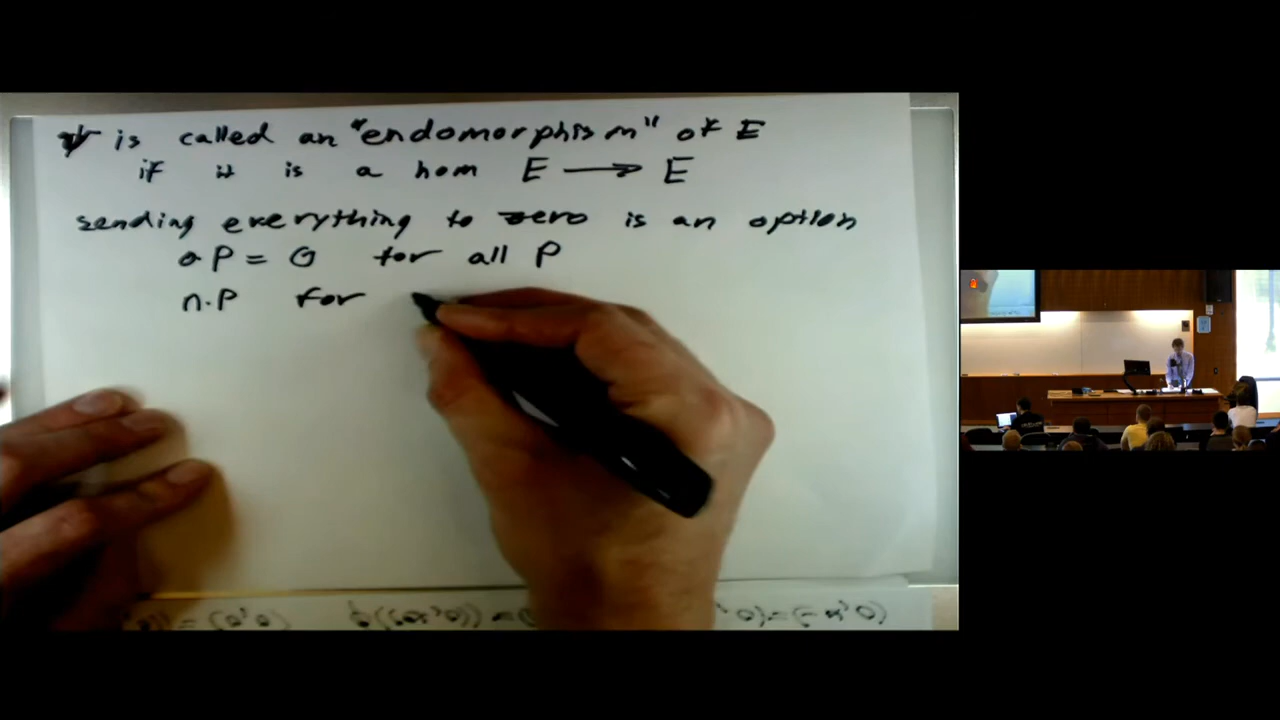 ψ is called an "endomorphism" of E
if it is a hom E ⟶ E
sending everything to zero is an option
0P = O for all P
n.P for